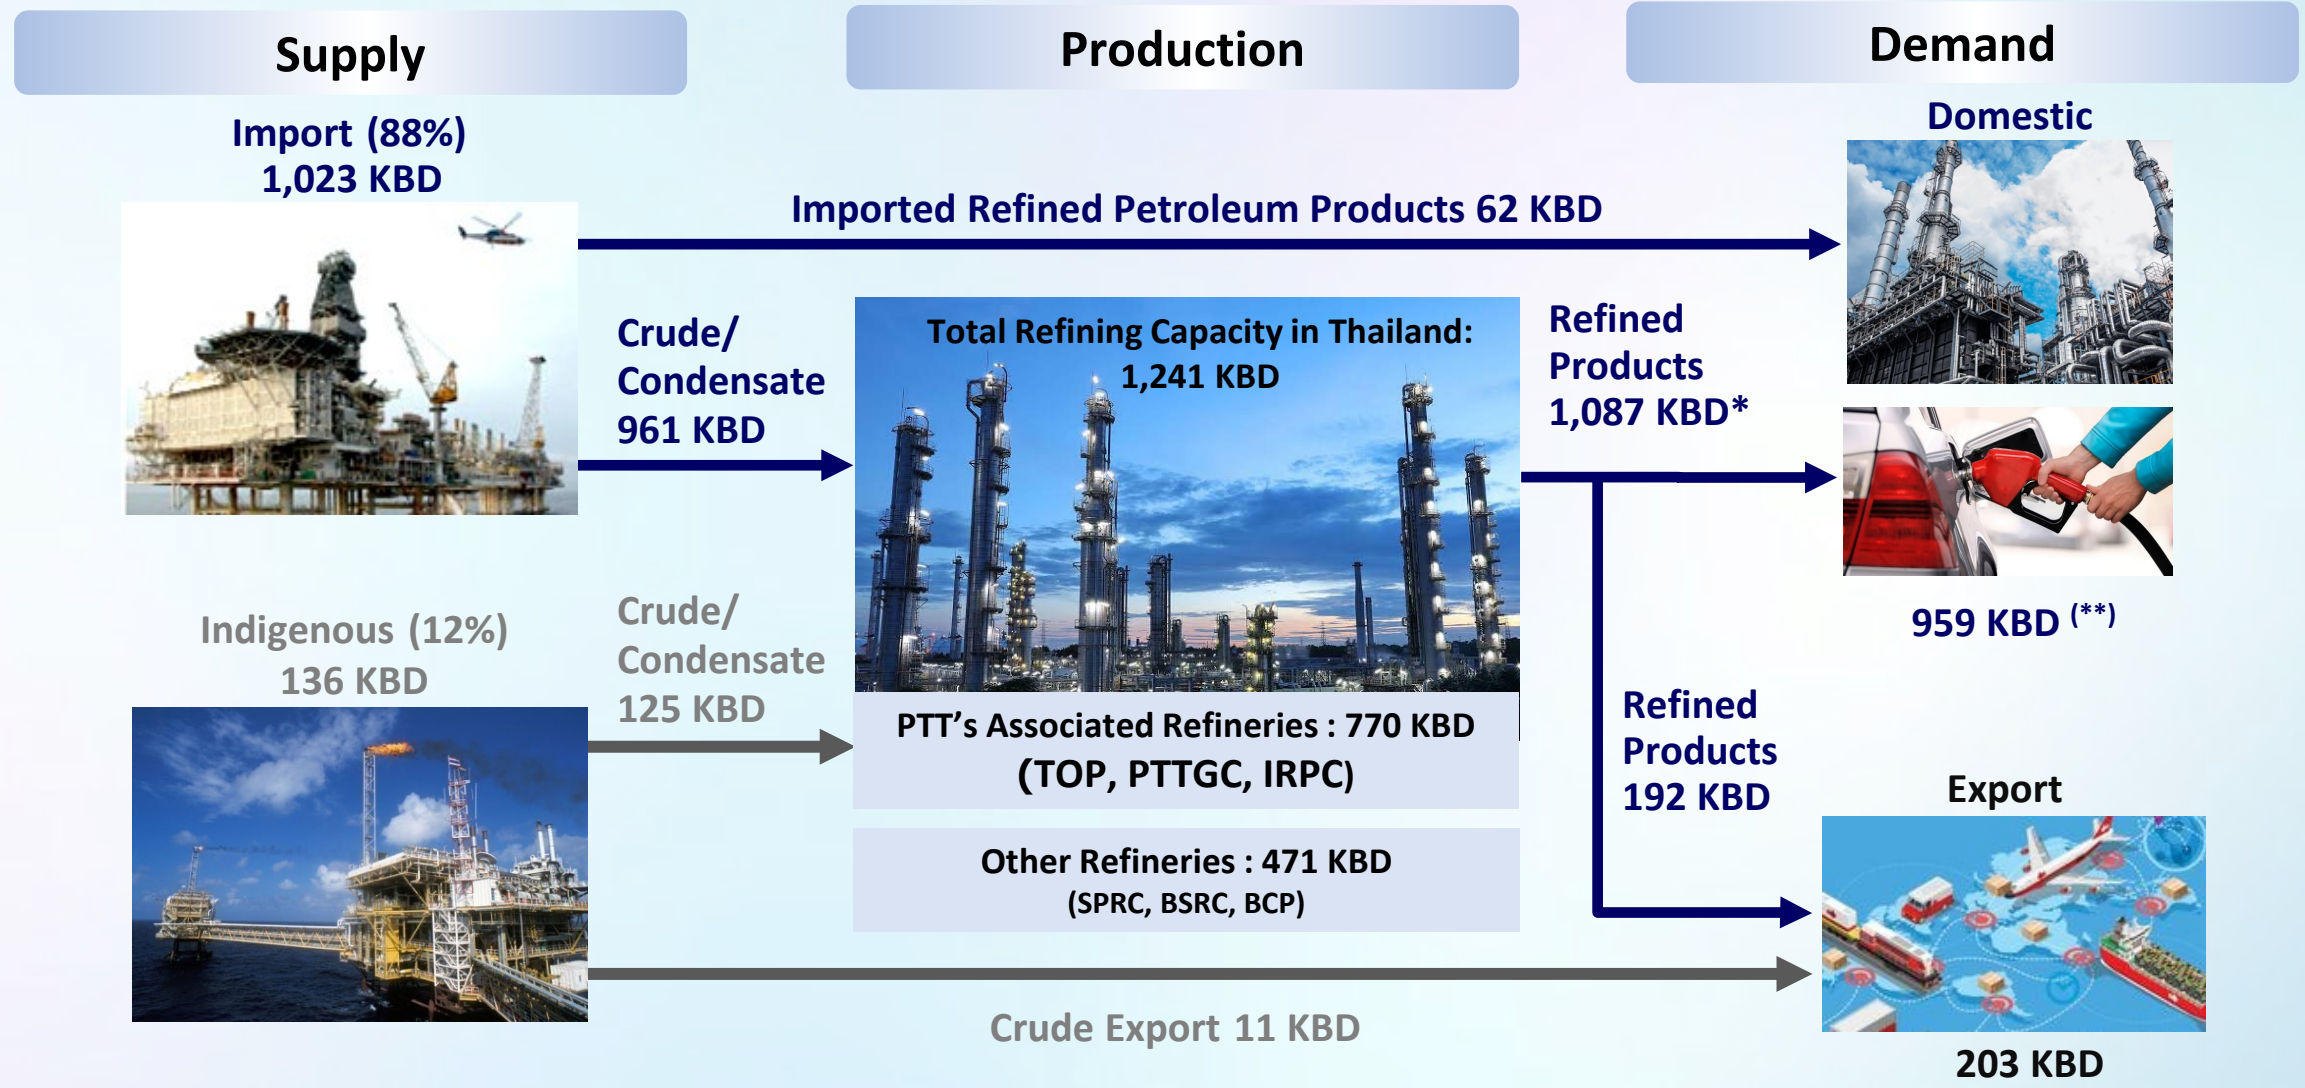 Supply
Production
Demand
Import (88%)
1,023 KBD
Domestic
Imported Refined Petroleum Products 62 KBD
Crude/
Condensate
961 KBD
Total Refining Capacity in Thailand:
1,241 KBD
Refined
Products
1,087 KBD*
959 KBD (**)
Indigenous (12%)
136 KBD
Crude/
Condensate
125 KBD
PTT’s Associated Refineries : 770 KBD
(TOP, PTTGC, IRPC)
Other Refineries : 471 KBD
(SPRC, BSRC, BCP)
Refined
Products
192 KBD
Export
Crude Export 11 KBD
203 KBD